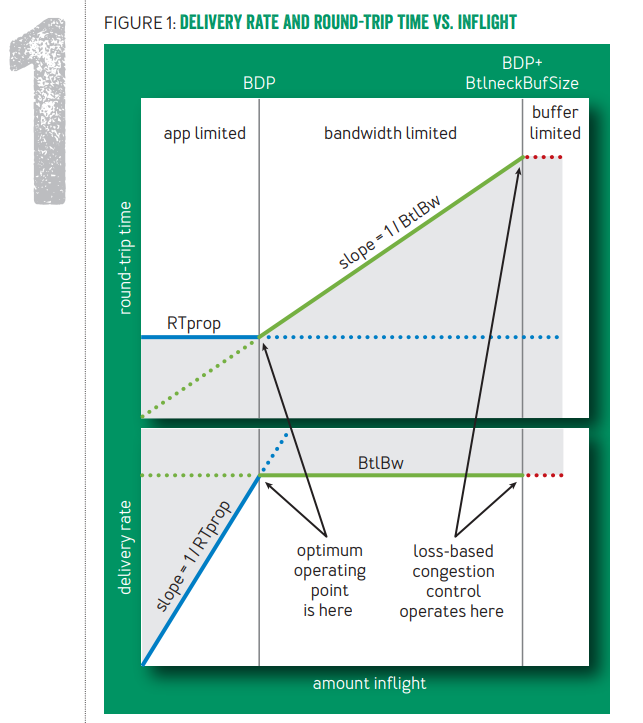 1
FIGURE 1: DELIVERY RATE AND ROUND-TRIP TIME VS. INFLIGHT
BDP
BDP+
BtlneckBufSize
app limited
bandwidth limited
buffer
limited
round-trip time
slope = 1 / BtlBw
RTprop
BtlBw
delivery rate
slope = 1/RTprop
optimum
operating
point
is here
loss-based
congestion
control
operates here
amount inflight